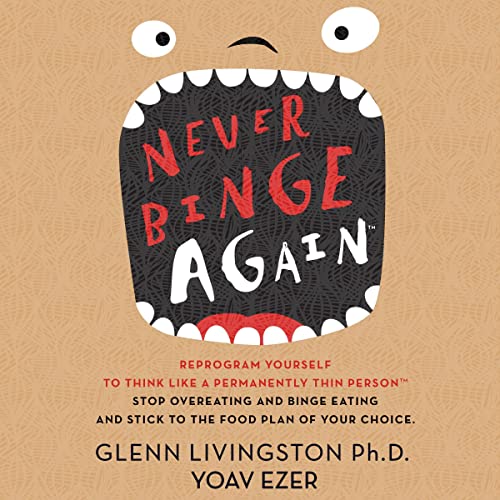 NEVER
BINGE
AGAIN™
REPROGRAM YOURSELF
TO THINK LIKE A PERMANENTLY THIN PERSON™
STOP OVEREATING AND BINGE EATING
AND STICK TO THE FOOD PLAN OF YOUR CHOICE.
GLENN LIVINGSTON Ph.D.
YOAV EZER